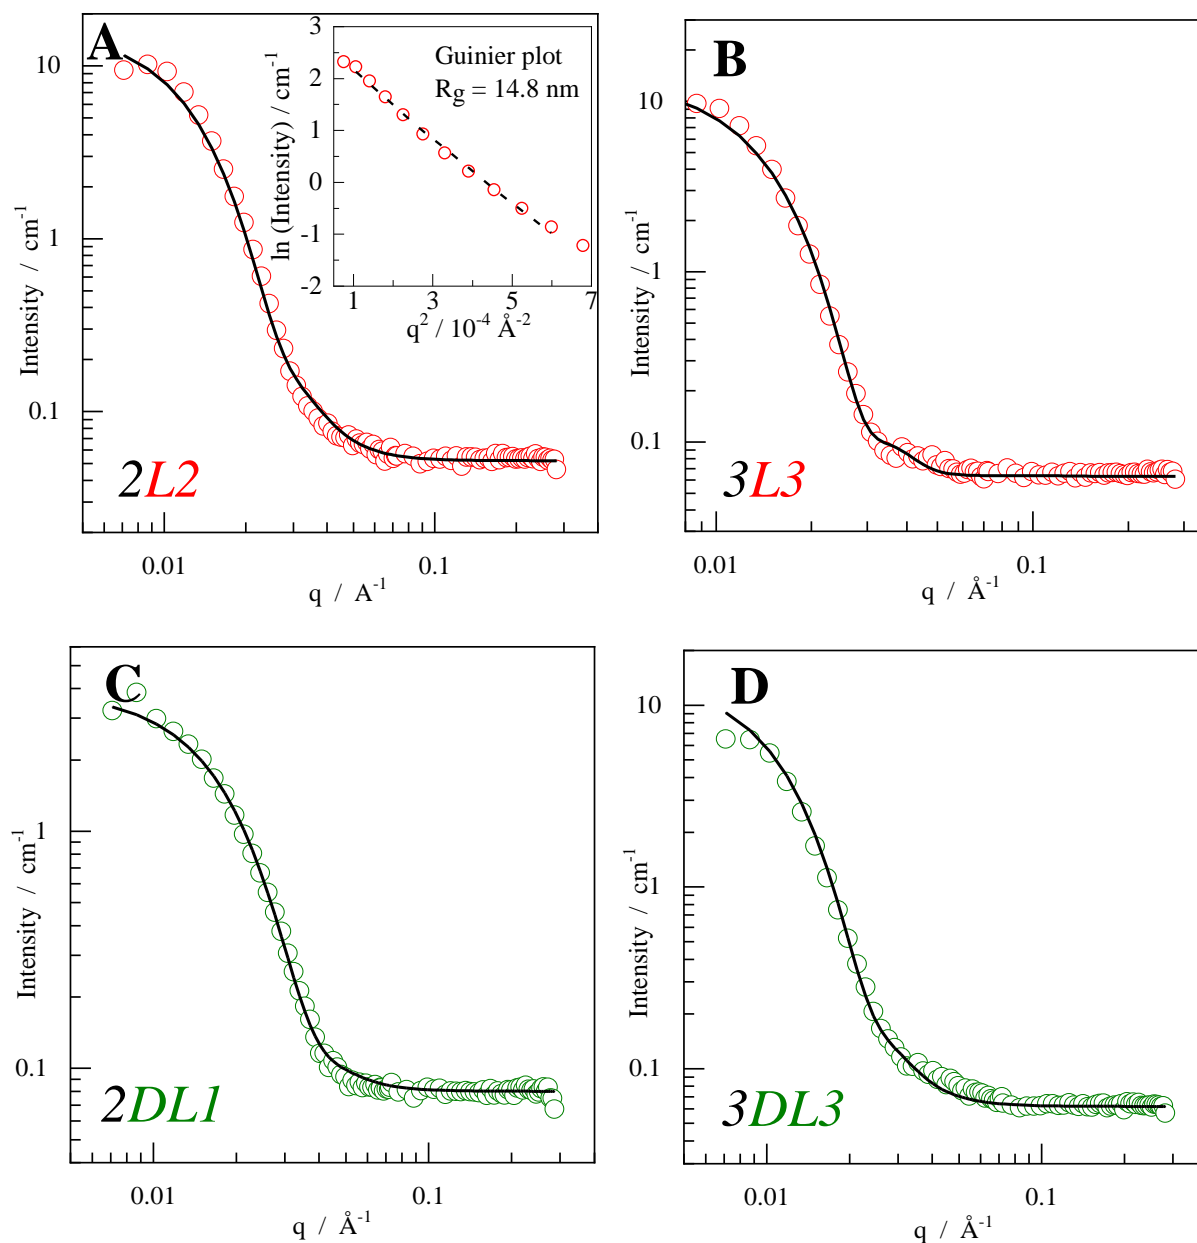 A
10
1
0.1
Intensity / cm-1
0.01
0.1
q / A-1
2L2
3
2
1
0
-1
-2
ln (Intensity) / cm-1
Guinier plot
Rg = 14.8 nm
1
3
5
7
q2 / 10-4 Å-2
B
10
1
0.1
Intensity / cm-1
0.01
0.1
q / Å-1
3L3
C
1
0.1
Intensity / cm-1
0.01
0.1
q / Å-1
2DL1
D
10
1
0.1
Intensity / cm-1
0.01
0.1
q / Å-1
3DL3